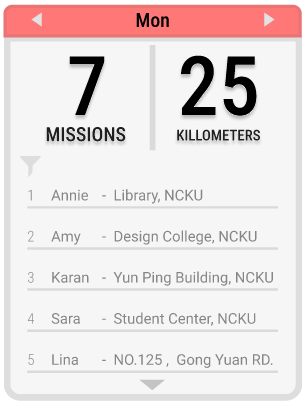 Mon
7 25
MISSIONS KILLOMETERS
1 Annie - Library, NCKU
2 Amy - Design College, NCKU
3 Karan - Yun Ping Building, NCKU
4 Sara - Student Center, NCKU
5 Lina - NO.125 , Gong Yuan RD.